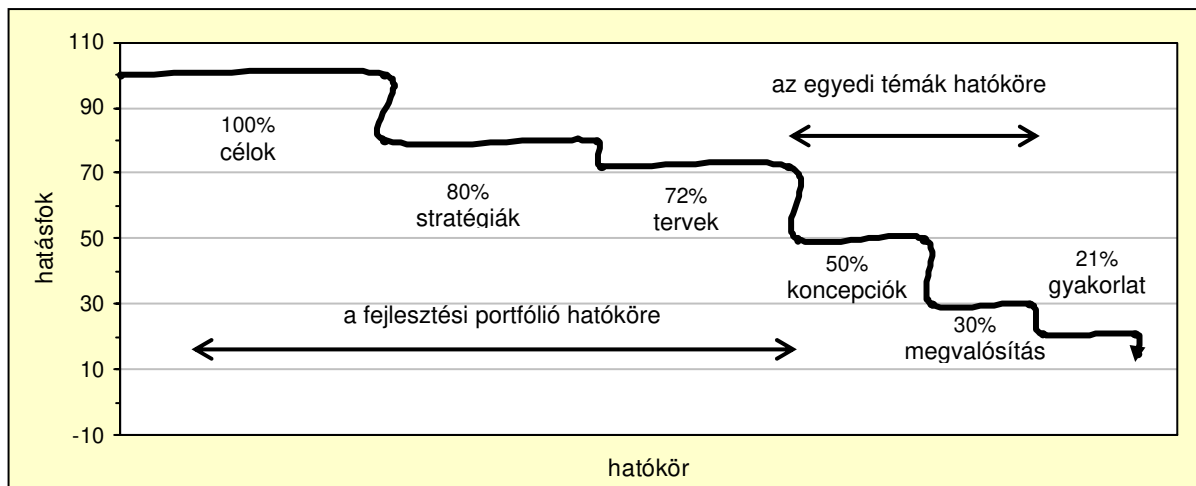 110
90
70
50
30
10
-10
hatásfok
100%
célok
80%
stratégiák
72%
tervek
az egyedi témák hatóköre
50%
koncepciók
21%
gyakorlat
30%
megvalósítás
a fejlesztési portfólió hatóköre
hatókör